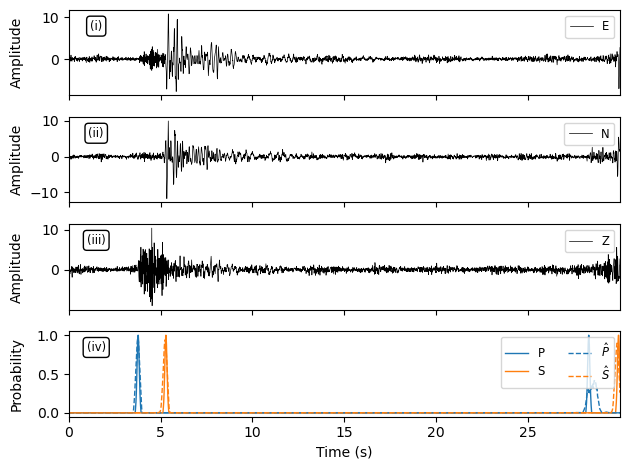 10
0
Amplitude
(i)
E
10
0
−10
Amplitude
(ii)
N
10
0
Amplitude
(iii)
Z
1.0
0.5
0.0
Probability
(iv)
P
S
P̂
Ŝ
0 5 10 15 20 25
Time (s)